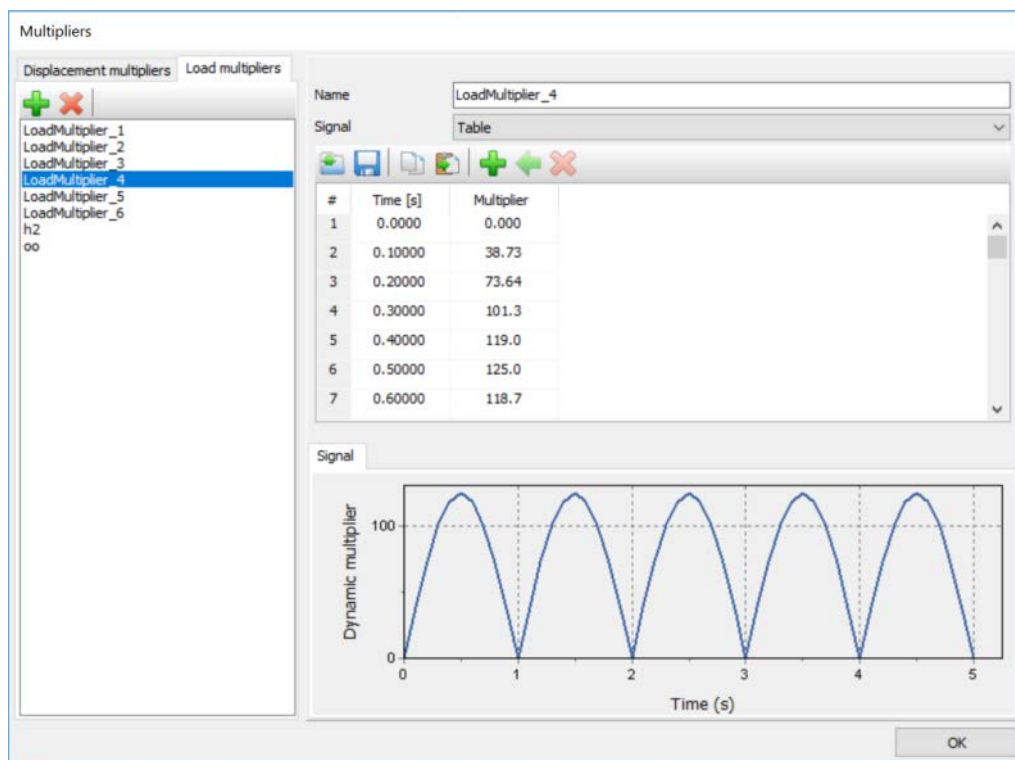 Multipliers
Displacement multipliers Load multipliers
LoadMultiplier_1
LoadMultiplier_2
LoadMultiplier_3
LoadMultiplier_4
LoadMultiplier_5
LoadMultiplier_6
h2
oo
Name LoadMultiplier_4
Signal Table
# Time [s] Multiplier
1 0.0000 0.000
2 0.10000 38.73
3 0.20000 73.64
4 0.30000 101.3
5 0.40000 119.0
6 0.50000 125.0
7 0.60000 118.7
Signal
Dynamic multiplier
100
0
0 1 2 3 4 5
Time (s)
OK